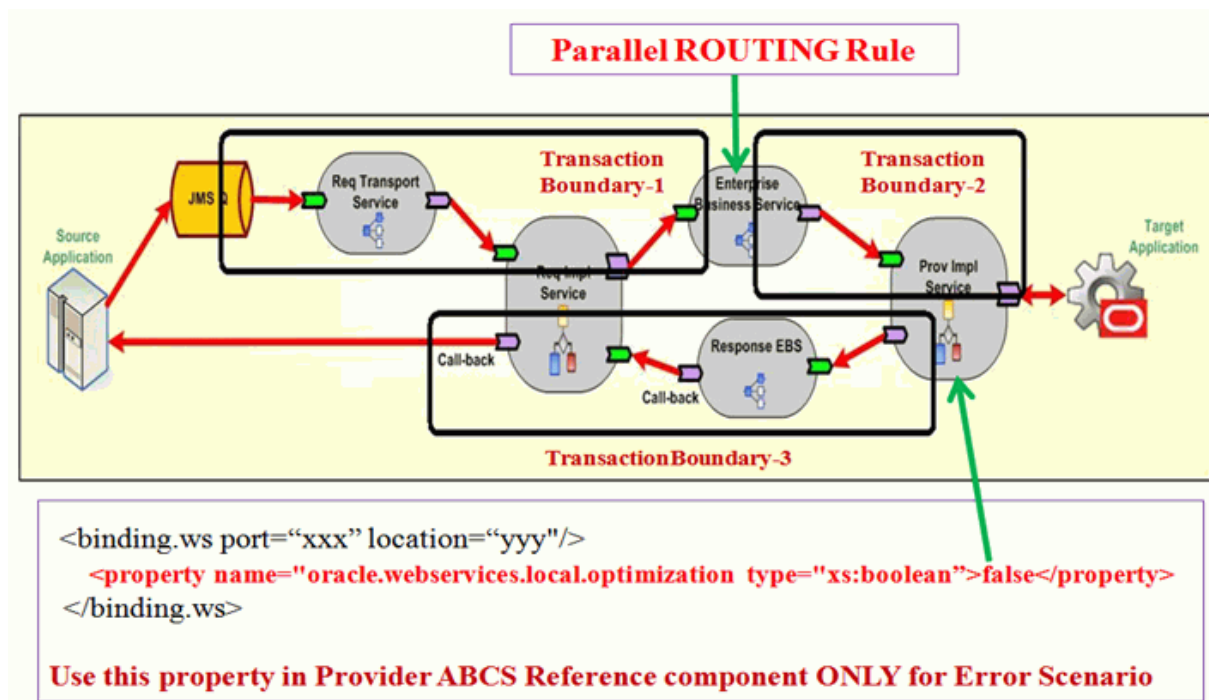 Parallel ROUTING Rule
Transaction
Boundary-1
Transaction
Boundary-2
JMS Q
Req Transport
Service
Enterprise
Business Service
Source
Application
Target
Application
Req Impl
Service
Prov Impl
Service
Response EBS
Call-back
Call-back
TransactionBoundary-3
<binding.ws port=“xxx” location=“yyy"/>
<property name="oracle.webservices.local.optimization type="xs:boolean”>false</property>
</binding.ws>
Use this property in Provider ABCS Reference component ONLY for Error Scenario